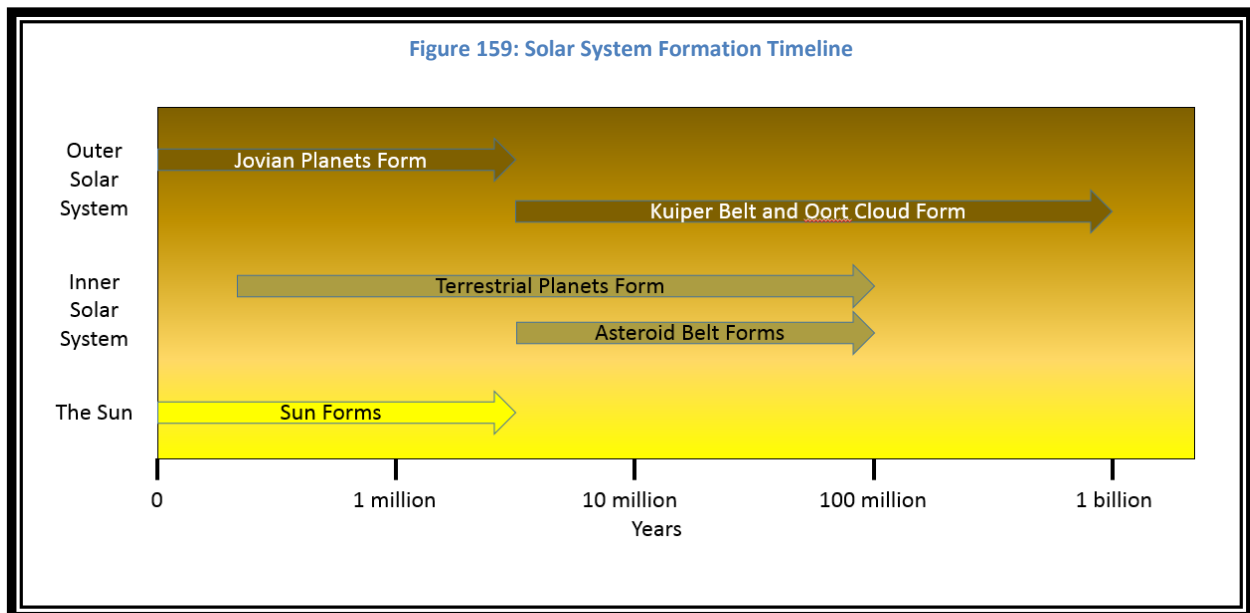 Figure 159: Solar System Formation Timeline
Outer
Solar
System
Jovian Planets Form
Kuiper Belt and Oort Cloud Form
Inner
Solar
System
Terrestrial Planets Form
Asteroid Belt Forms
The Sun
Sun Forms
0
1 million
10 million
100 million
1 billion
Years